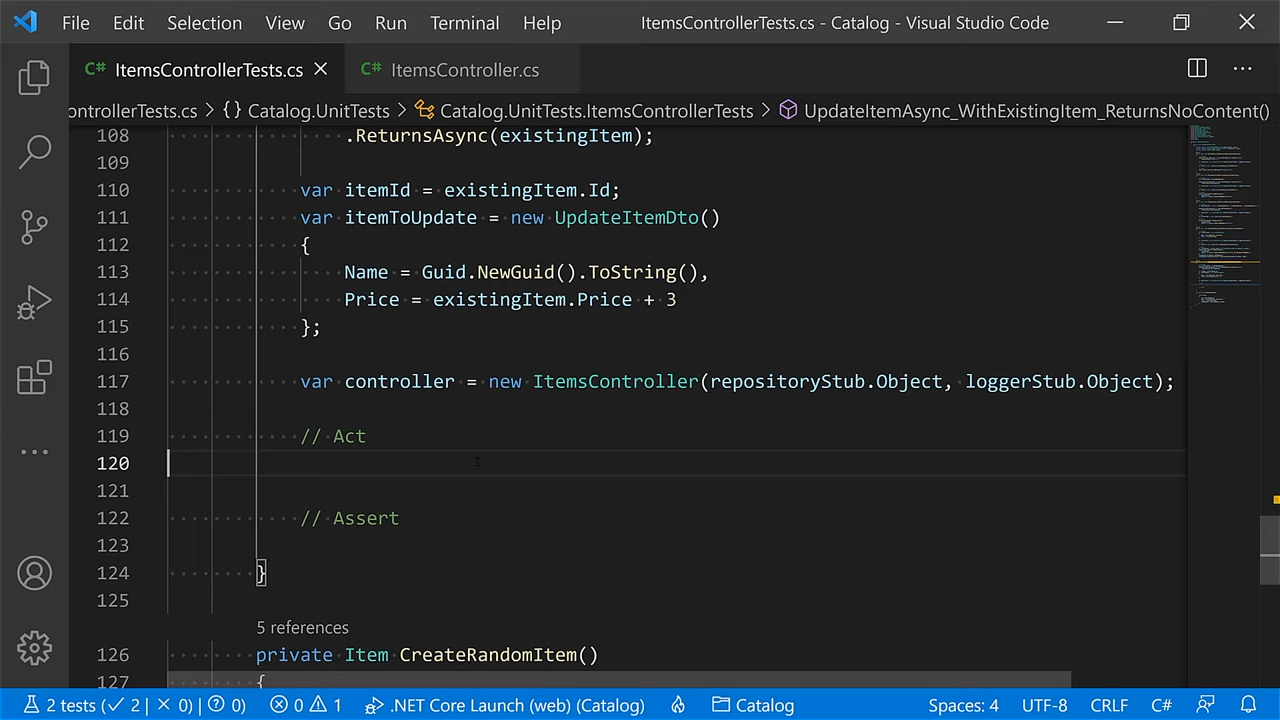 File Edit Selection View Go Run Terminal Help ItemsControllerTests.cs - Catalog - Visual Studio Code
C# ItemsControllerTests.cs C# ItemsController.cs
ontrollerTests.cs > {} Catalog.UnitTests > Catalog.UnitTests.ItemsControllerTests > UpdateItemAsync_WithExistingItem_ReturnsNoContent()
108 .ReturnsAsync(existingItem);
109
110 var itemId = existingItem.Id;
111 var itemToUpdate = new UpdateItemDto()
112 {
113 Name = Guid.NewGuid().ToString(),
114 Price = existingItem.Price + 3
115 };
116
117 var controller = new ItemsController(repositoryStub.Object, loggerStub.Object);
118
119 // Act
120
121
122 // Assert
123
124 }
125
5 references
126 private Item CreateRandomItem()
127 {
2 tests (✓ 2 | ✕ 0) | ? 0) 0 1 .NET Core Launch (web) (Catalog) Catalog Spaces: 4 UTF-8 CRLF C#